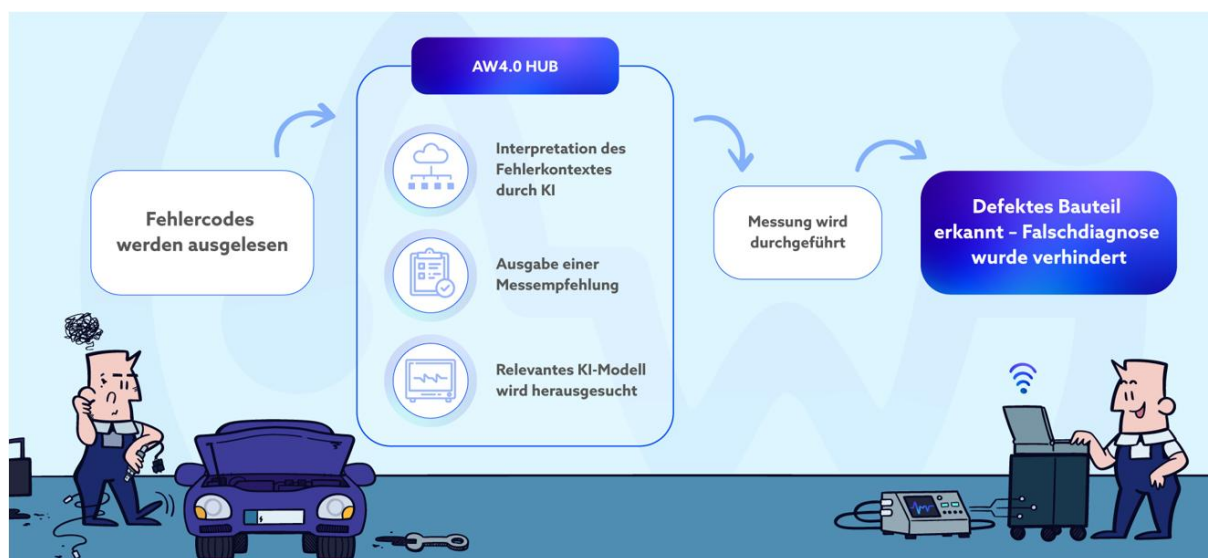 AW4.0 HUB
Fehlercodes
werden ausgelesen
Interpretation des
Fehlerkontextes
durch KI
Ausgabe einer
Messempfehlung
Relevantes KI-Modell
wird herausgesucht
Messung wird
durchgeführt
Defektes Bauteil
erkannt – Falschdiagnose
wurde verhindert